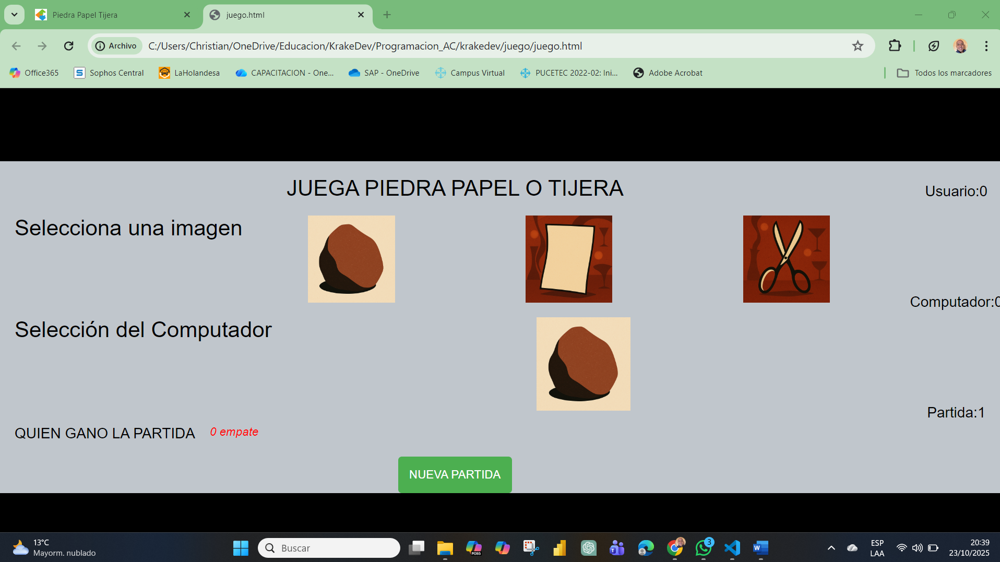 Piedra Papel Tijera
juego.html
Archivo
C:/Users/Christian/OneDrive/Educacion/KrakeDev/Programacion_AC/krakedev/juego/juego.html
Office365
Sophos Central
LaHolandesa
CAPACITACION - One...
SAP - OneDrive
Campus Virtual
PUCETEC 2022-02: Ini...
Adobe Acrobat
Todos los marcadores
JUEGA PIEDRA PAPEL O TIJERA
Usuario:0
Selecciona una imagen
Computador:0
Selección del Computador
Partida:1
QUIEN GANO LA PARTIDA
0 empate
NUEVA PARTIDA
13°C
Mayorm. nublado
Buscar
M365
3
ESP
LAA
20:39
23/10/2025